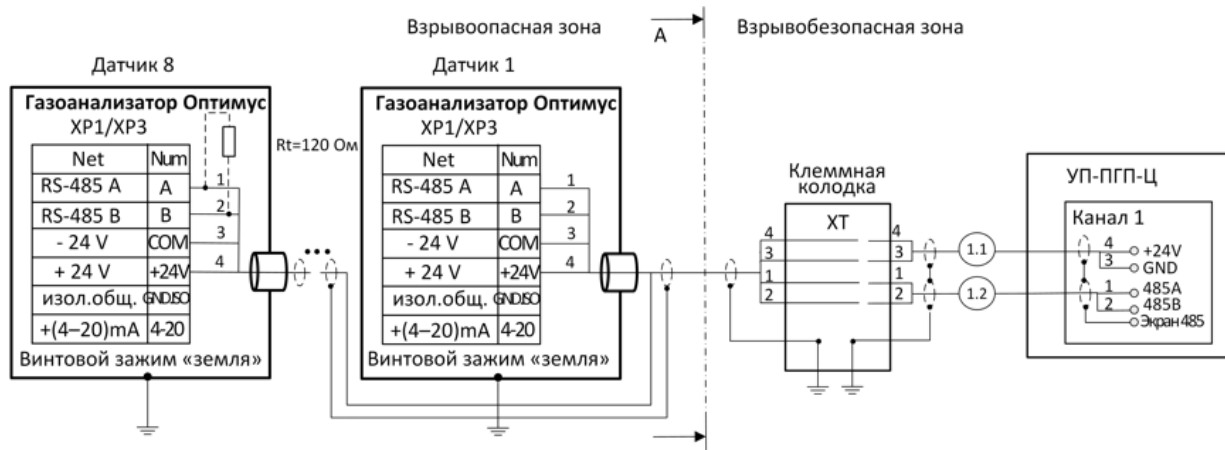 Взрывоопасная зона
А
Взрывобезопасная зона
Датчик 8
Датчик 1
Газоанализатор Оптимус
XP1/XP3
Net Num
RS-485 A A 1
RS-485 B B 2
- 24 V COM 3
+ 24 V +24V 4
изол.общ. GND.ISO
+(4–20)mA 4-20
Винтовой зажим «земля»
Rt=120 Ом
Газоанализатор Оптимус
XP1/XP3
Net Num
RS-485 A A 1
RS-485 B B 2
- 24 V COM 3
+ 24 V +24V 4
изол.общ. GND.ISO
+(4–20)mA 4-20
Винтовой зажим «земля»
Клеммная
колодка
ХТ
4 4
3 3
1 1
2 2
1.1
1.2
УП-ПГП-Ц
Канал 1
4 +24V
3 GND
1 485A
2 485B
Экран 485